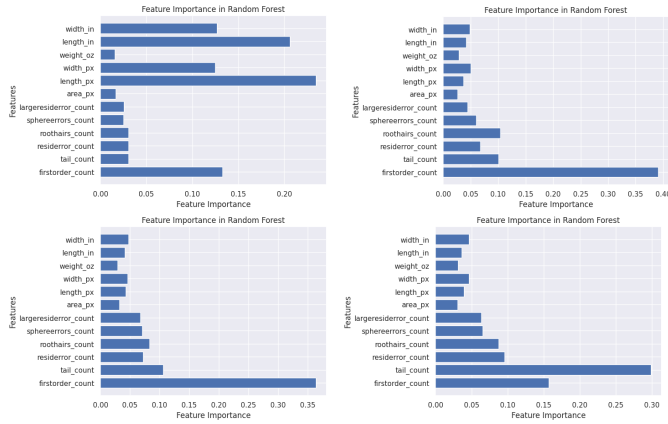 Feature Importance in Random Forest
Features
width_in
length_in
weight_oz
width_px
length_px
area_px
largeresiderror_count
sphereerrors_count
roothairs_count
residerror_count
tail_count
firstorder_count
0.00 0.05 0.10 0.15 0.20
Feature Importance
Feature Importance in Random Forest
Features
width_in
length_in
weight_oz
width_px
length_px
area_px
largeresiderror_count
sphereerrors_count
roothairs_count
residerror_count
tail_count
firstorder_count
0.00 0.05 0.10 0.15 0.20 0.25 0.30 0.35 0.40
Feature Importance
Feature Importance in Random Forest
Features
width_in
length_in
weight_oz
width_px
length_px
area_px
largeresiderror_count
sphereerrors_count
roothairs_count
residerror_count
tail_count
firstorder_count
0.00 0.05 0.10 0.15 0.20 0.25 0.30 0.35
Feature Importance
Feature Importance in Random Forest
Features
width_in
length_in
weight_oz
width_px
length_px
area_px
largeresiderror_count
sphereerrors_count
roothairs_count
residerror_count
tail_count
firstorder_count
0.00 0.05 0.10 0.15 0.20 0.25 0.30
Feature Importance